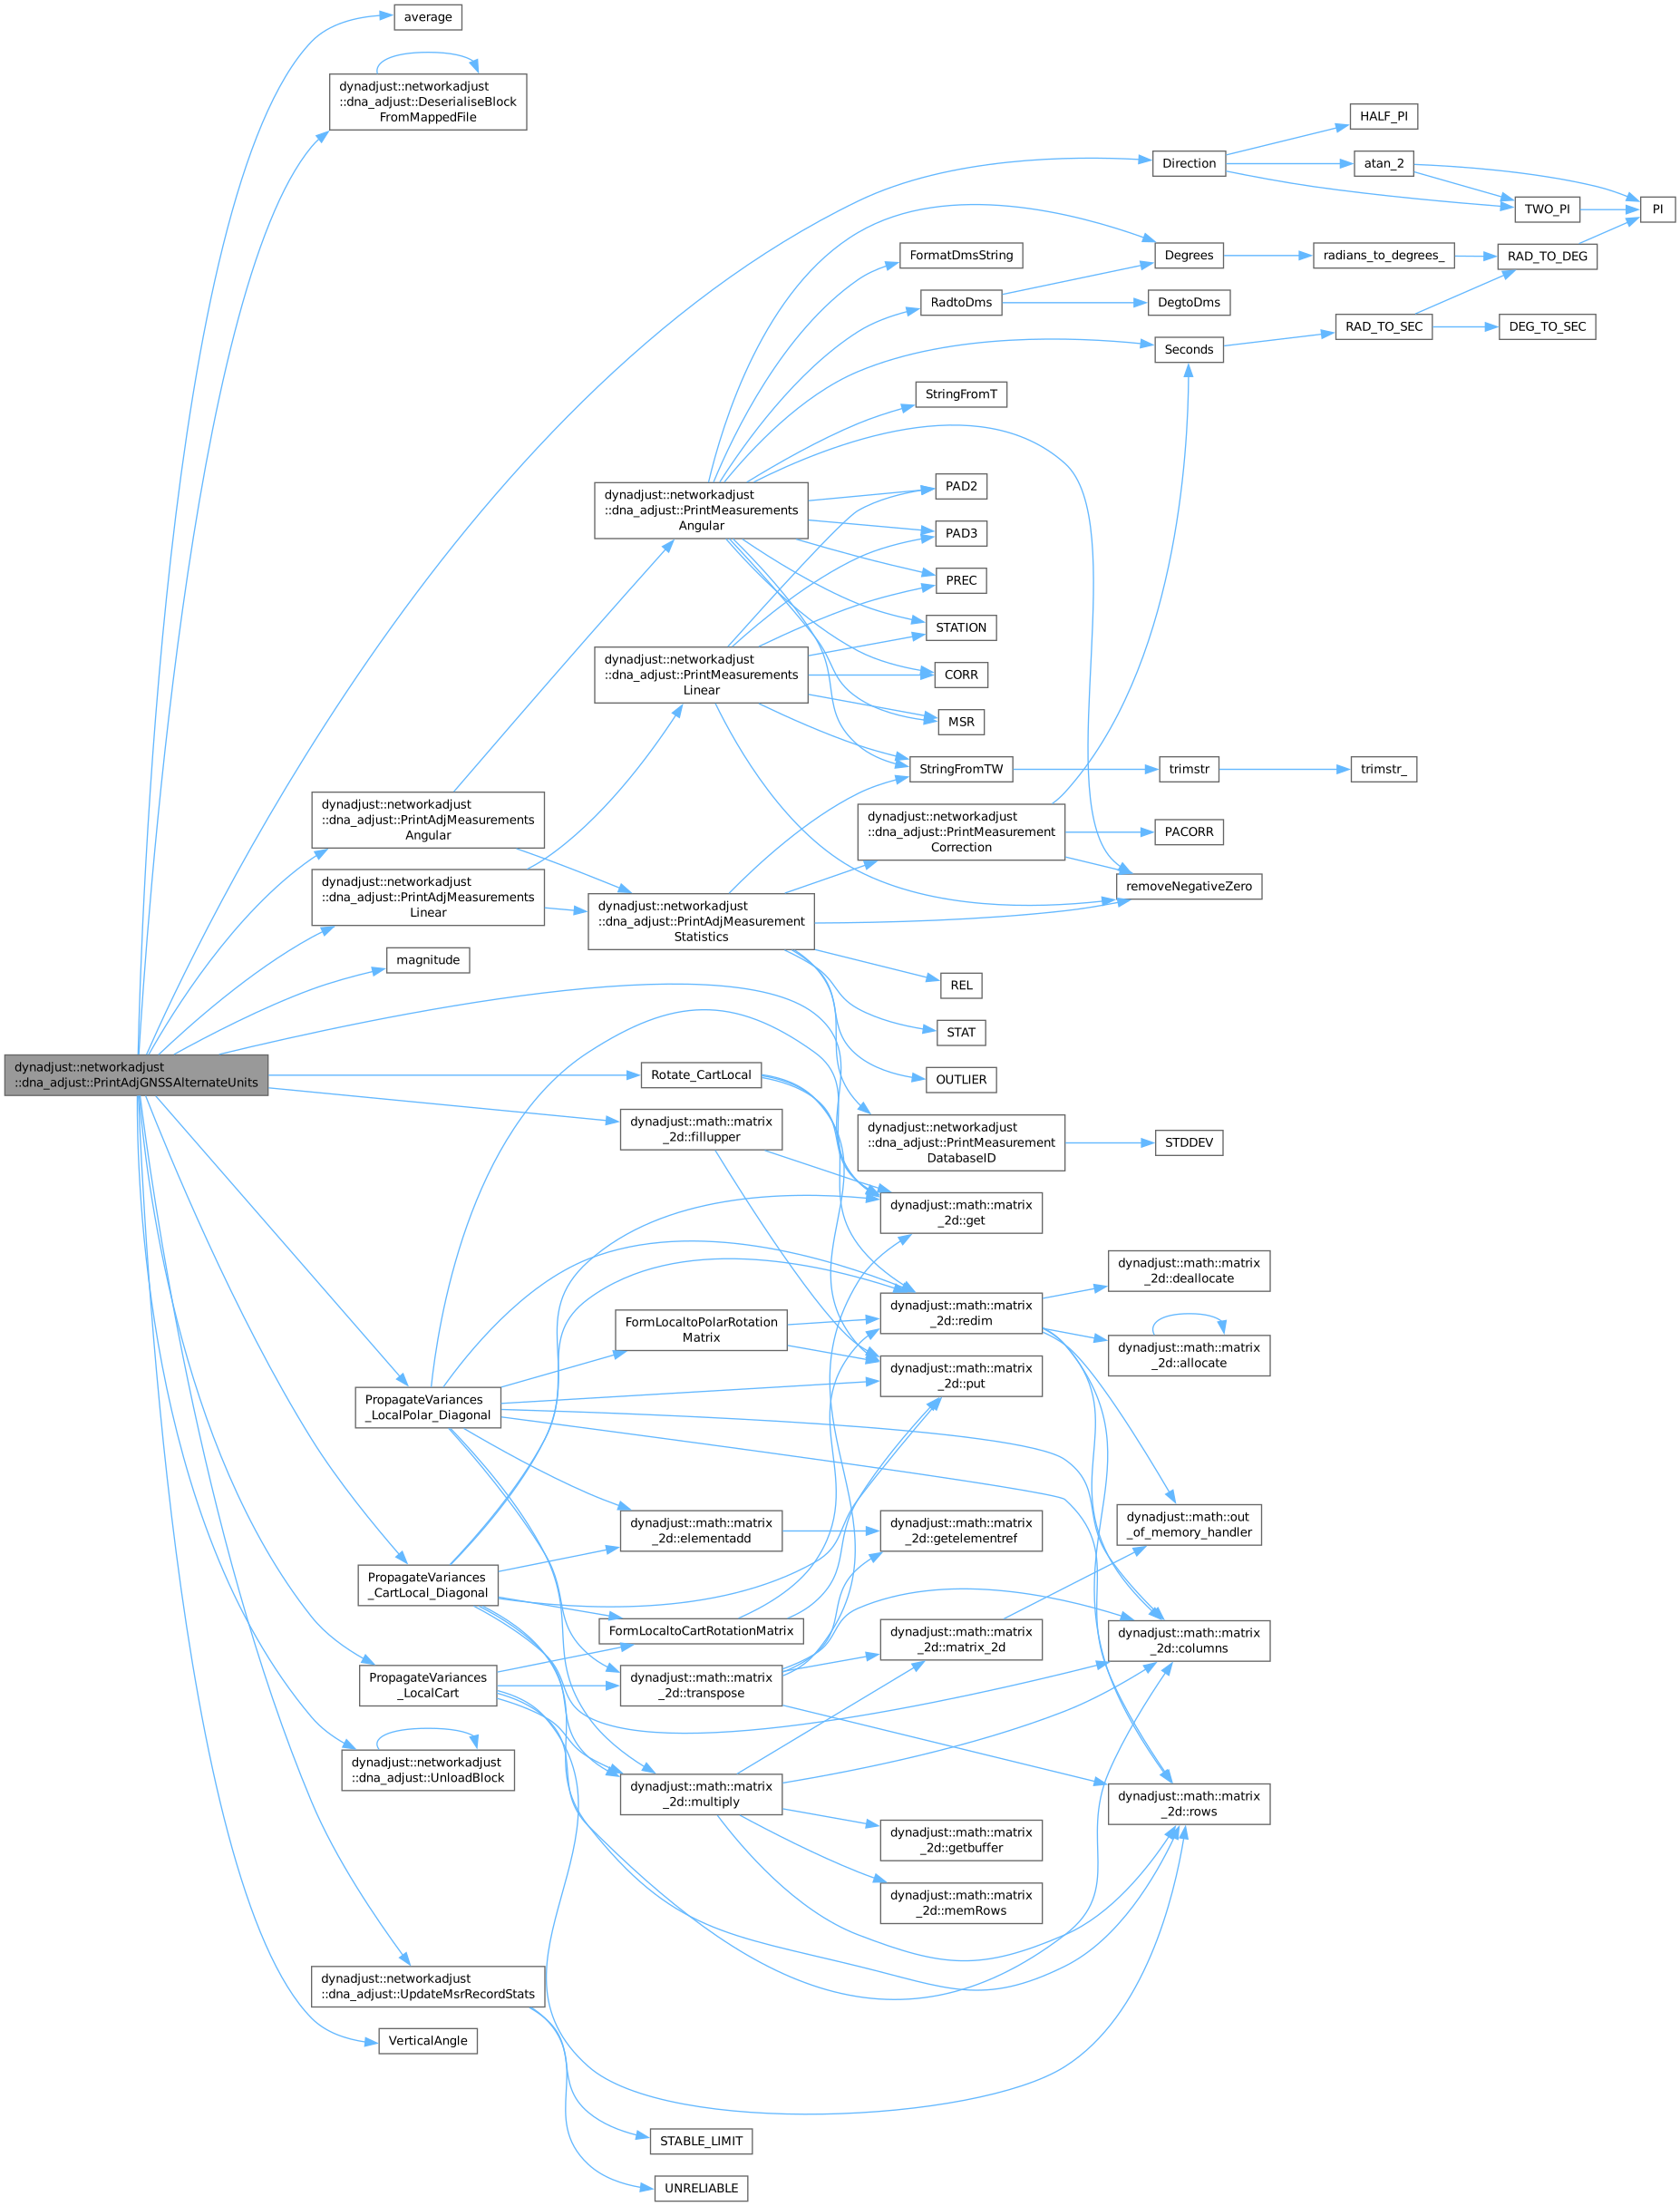 average
dynadjust::networkadjust
::dna_adjust::DeserialiseBlock
FromMappedFile
HALF_PI
Direction
atan_2
TWO_PI
PI
FormatDmsString
Degrees
radians_to_degrees_
RAD_TO_DEG
RadtoDms
DegtoDms
RAD_TO_SEC
DEG_TO_SEC
Seconds
StringFromT
dynadjust::networkadjust
::dna_adjust::PrintMeasurements
Angular
PAD2
PAD3
PREC
STATION
dynadjust::networkadjust
::dna_adjust::PrintMeasurements
Linear
CORR
MSR
StringFromTW
trimstr
trimstr_
dynadjust::networkadjust
::dna_adjust::PrintAdjMeasurements
Angular
dynadjust::networkadjust
::dna_adjust::PrintMeasurement
Correction
PACORR
removeNegativeZero
dynadjust::networkadjust
::dna_adjust::PrintAdjMeasurements
Linear
dynadjust::networkadjust
::dna_adjust::PrintAdjMeasurement
Statistics
magnitude
REL
STAT
OUTLIER
dynadjust::networkadjust
::dna_adjust::PrintAdjGNSSAlternateUnits
Rotate_CartLocal
dynadjust::math::matrix
_2d::fillupper
dynadjust::networkadjust
::dna_adjust::PrintMeasurement
DatabaseID
STDDEV
dynadjust::math::matrix
_2d::get
dynadjust::math::matrix
_2d::deallocate
dynadjust::math::matrix
_2d::redim
FormLocaltoPolarRotation
Matrix
dynadjust::math::matrix
_2d::allocate
dynadjust::math::matrix
_2d::put
PropagateVariances
_LocalPolar_Diagonal
dynadjust::math::matrix
_2d::elementadd
dynadjust::math::matrix
_2d::getelementref
dynadjust::math::out
_of_memory_handler
PropagateVariances
_CartLocal_Diagonal
FormLocaltoCartRotationMatrix
dynadjust::math::matrix
_2d::matrix_2d
dynadjust::math::matrix
_2d::columns
PropagateVariances
_LocalCart
dynadjust::math::matrix
_2d::transpose
dynadjust::networkadjust
::dna_adjust::UnloadBlock
dynadjust::math::matrix
_2d::multiply
dynadjust::math::matrix
_2d::rows
dynadjust::math::matrix
_2d::getbuffer
dynadjust::math::matrix
_2d::memRows
dynadjust::networkadjust
::dna_adjust::UpdateMsrRecordStats
VerticalAngle
STABLE_LIMIT
UNRELIABLE